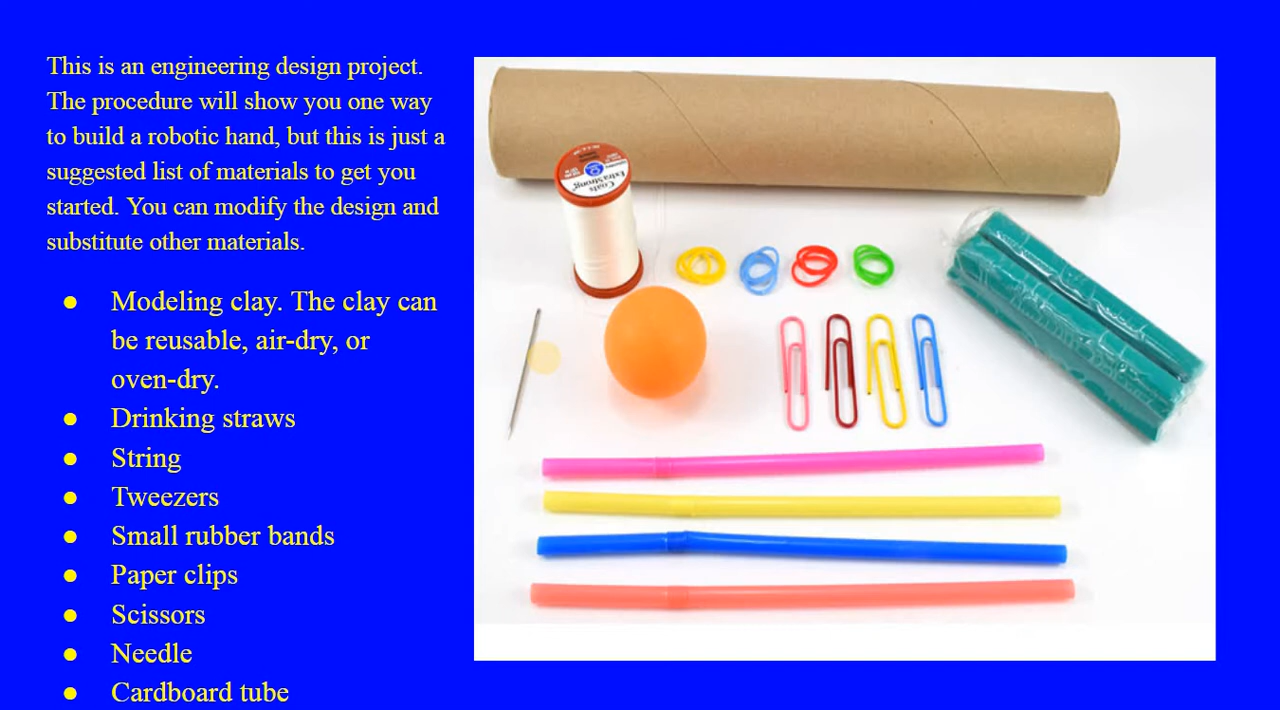 This is an engineering design project.
The procedure will show you one way
to build a robotic hand, but this is just a
suggested list of materials to get you
started. You can modify the design and
substitute other materials.
● Modeling clay. The clay can
be reusable, air-dry, or
oven-dry.
● Drinking straws
● String
● Tweezers
● Small rubber bands
● Paper clips
● Scissors
● Needle
● Cardboard tube
Coats
ExtraStrong